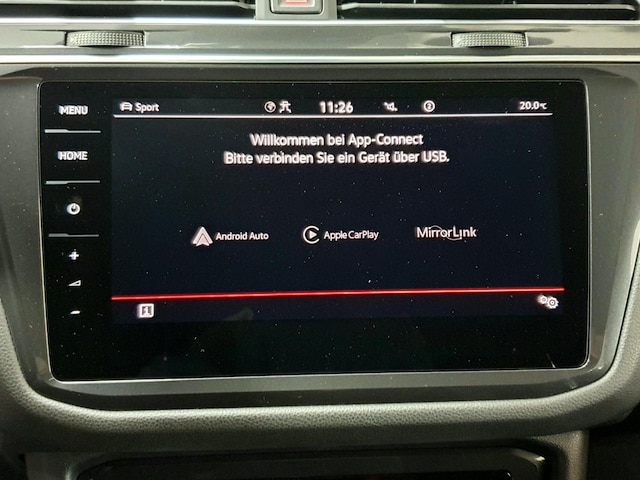 MENU
Sport
11:26
20.0°C
HOME
Willkommen bei App-Connect
Bitte verbinden Sie ein Gerät über USB.
Android Auto
Apple CarPlay
MirrorLink
+
-
1